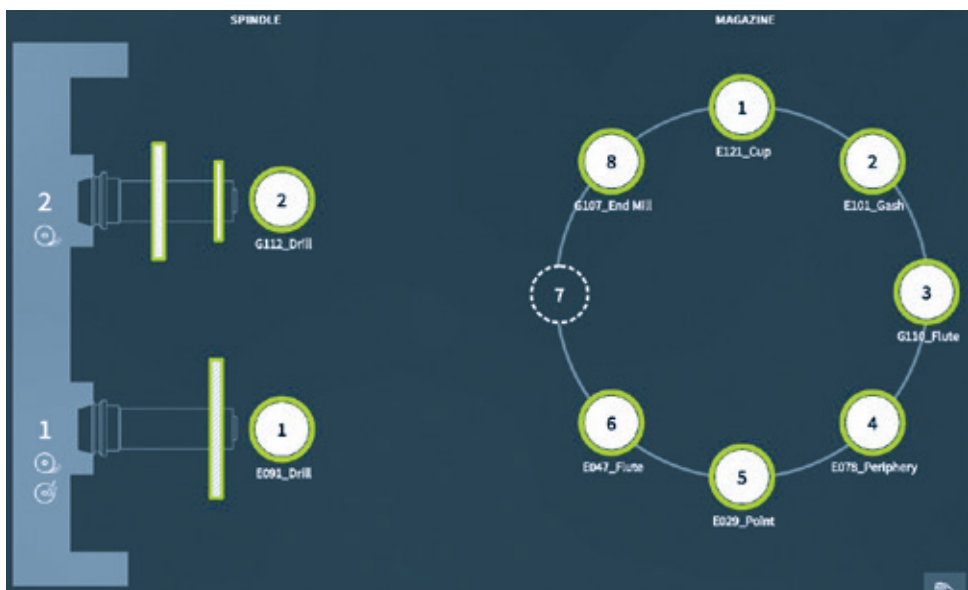 SPINDLE
MAGAZINE
2
2
G112_Drill
1
1
E091_Drill
1
E121_Cup
2
E101_Gash
3
G110_Flute
4
E078_Periphery
5
E029_Point
6
E047_Flute
7
8
G107_End Mill